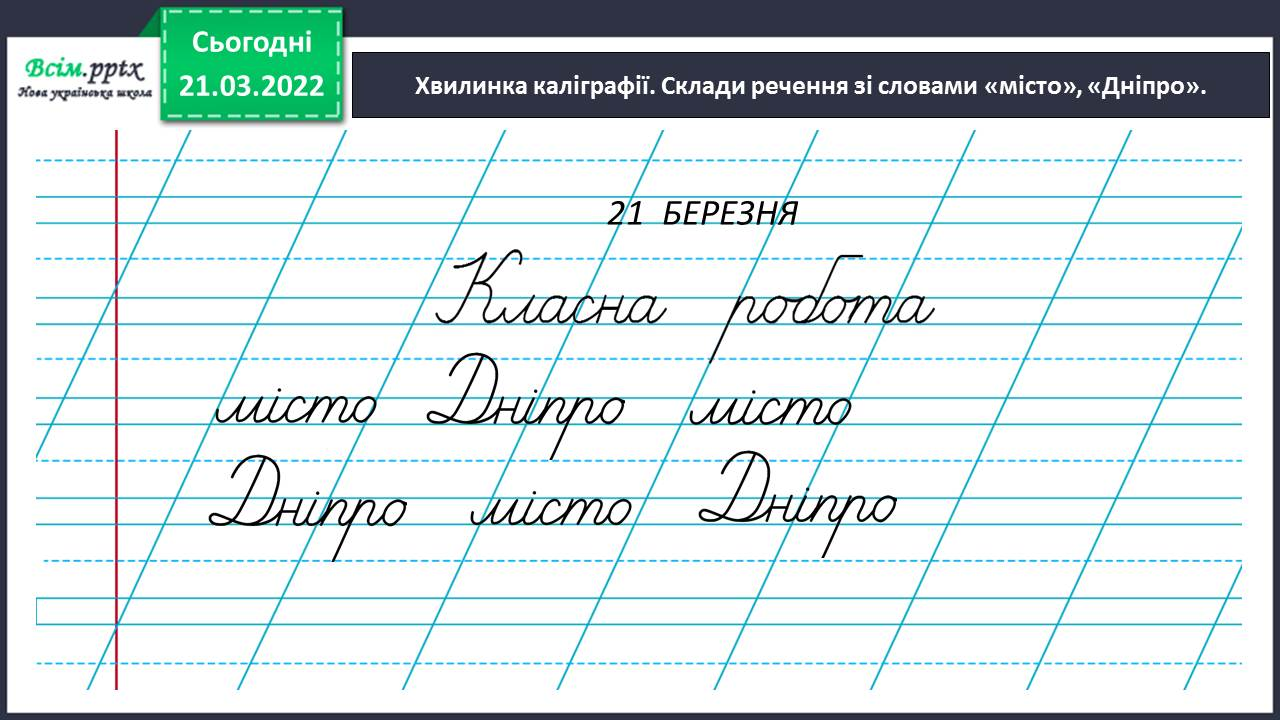 Всім.pptx
Нова українська школа
Сьогодні
21.03.2022
Хвилинка каліграфії. Склади речення зі словами «місто», «Дніпро».
21 БЕРЕЗНЯ
Класна робота
місто Дніпро місто
Дніпро місто Дніпро